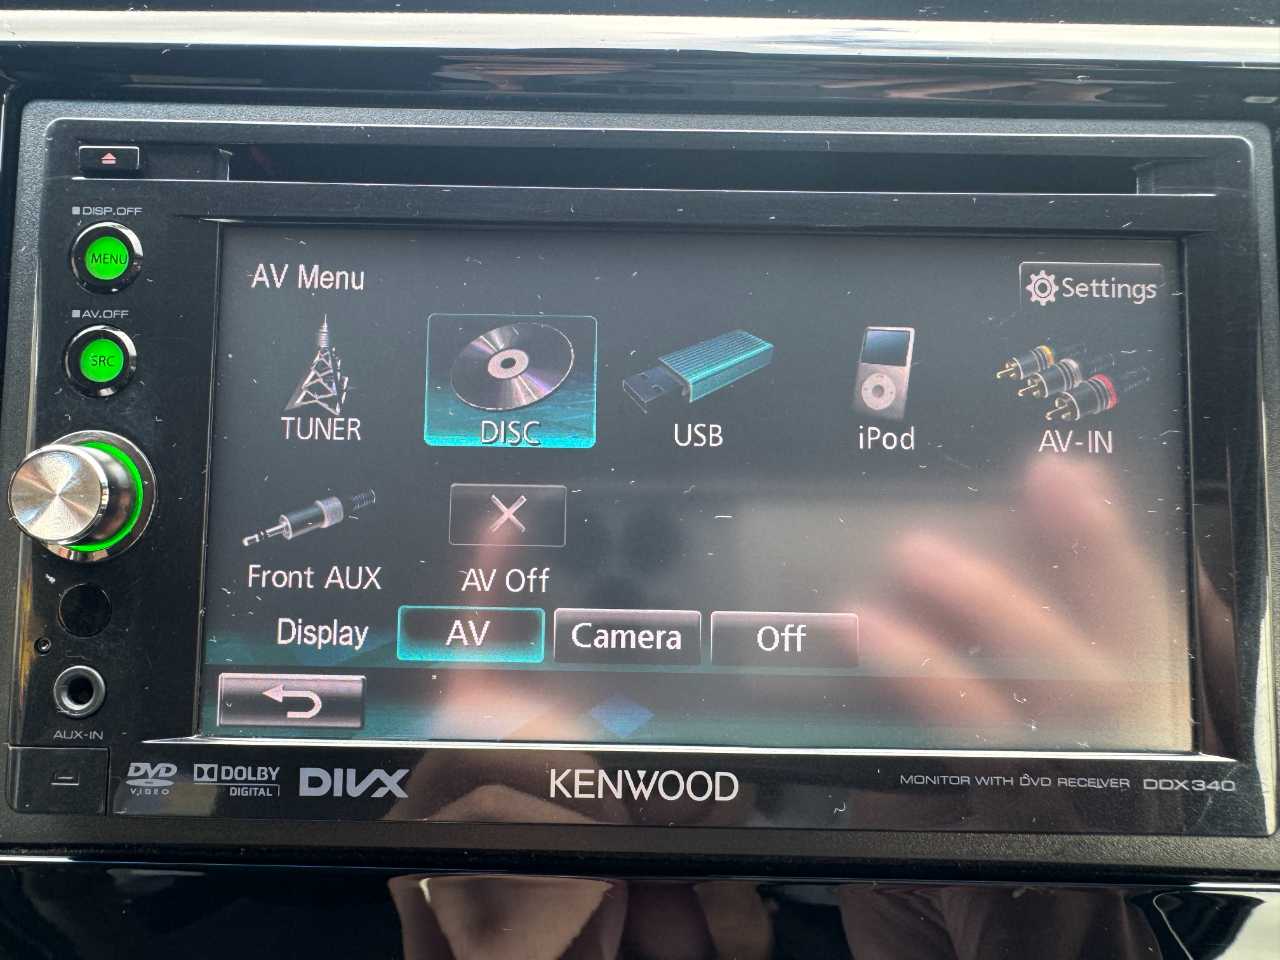 DISP.OFF
MENU
AV.OFF
SRC
AV Menu
Settings
TUNER
DISC
USB
iPod
AV-IN
Front AUX
AV Off
Display
AV
Camera
Off
AUX-IN
DVD
VIDEO
DOLBY
DIGITAL
DIVX
KENWOOD
MONITOR WITH DVD RECEIVER DDX340